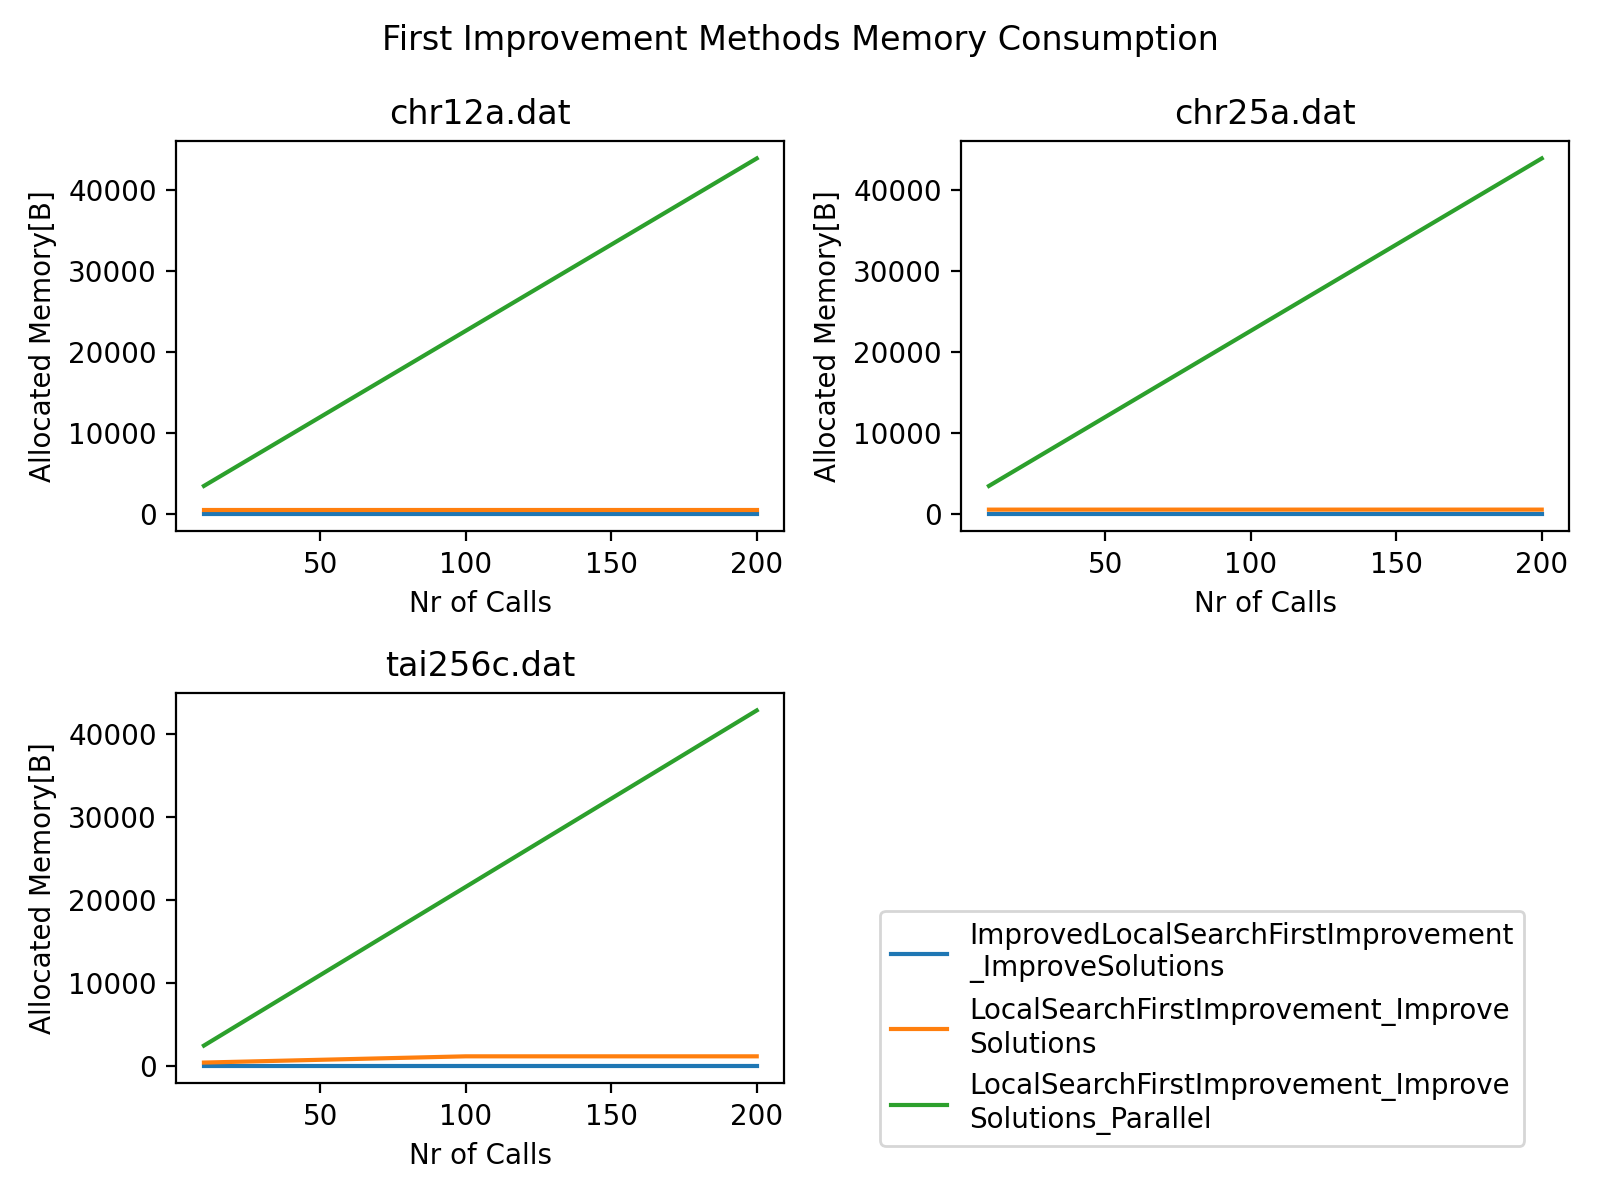 First Improvement Methods Memory Consumption
chr12a.dat
Allocated Memory[B]
40000
30000
20000
10000
0
50 100 150 200
Nr of Calls
chr25a.dat
Allocated Memory[B]
40000
30000
20000
10000
0
50 100 150 200
Nr of Calls
tai256c.dat
Allocated Memory[B]
40000
30000
20000
10000
0
50 100 150 200
Nr of Calls
ImprovedLocalSearchFirstImprovement
_ImproveSolutions
LocalSearchFirstImprovement_Improve
Solutions
LocalSearchFirstImprovement_Improve
Solutions_Parallel